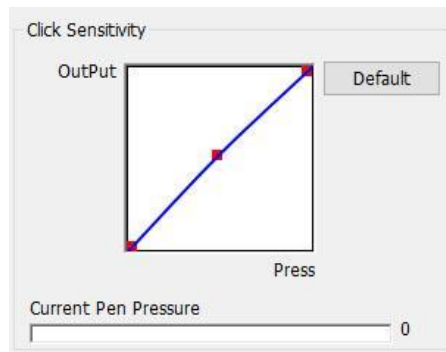 Click Sensitivity
OutPut
Default
Press
Current Pen Pressure
0